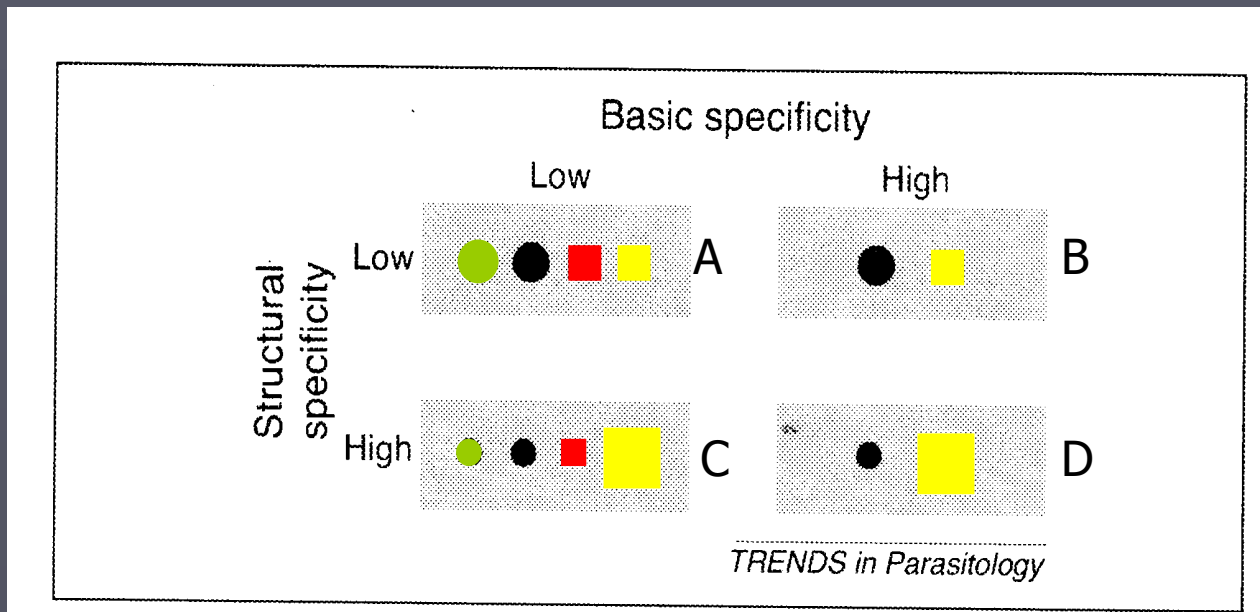 Basic specificity
Low
High
Structural
specificity
Low
A
B
High
C
D
TRENDS in Parasitology